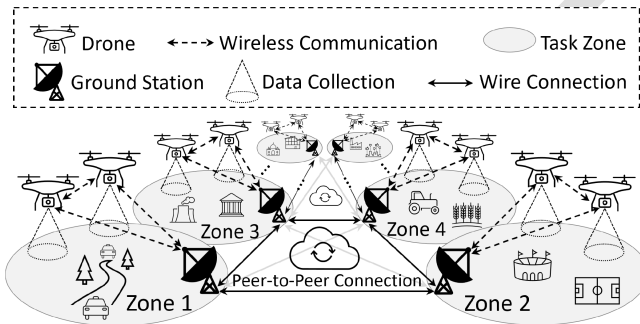 Drone
Wireless Communication
Task Zone
Ground Station
Data Collection
Wire Connection
Zone 3
Zone 4
Peer-to-Peer Connection
Zone 1
Zone 2